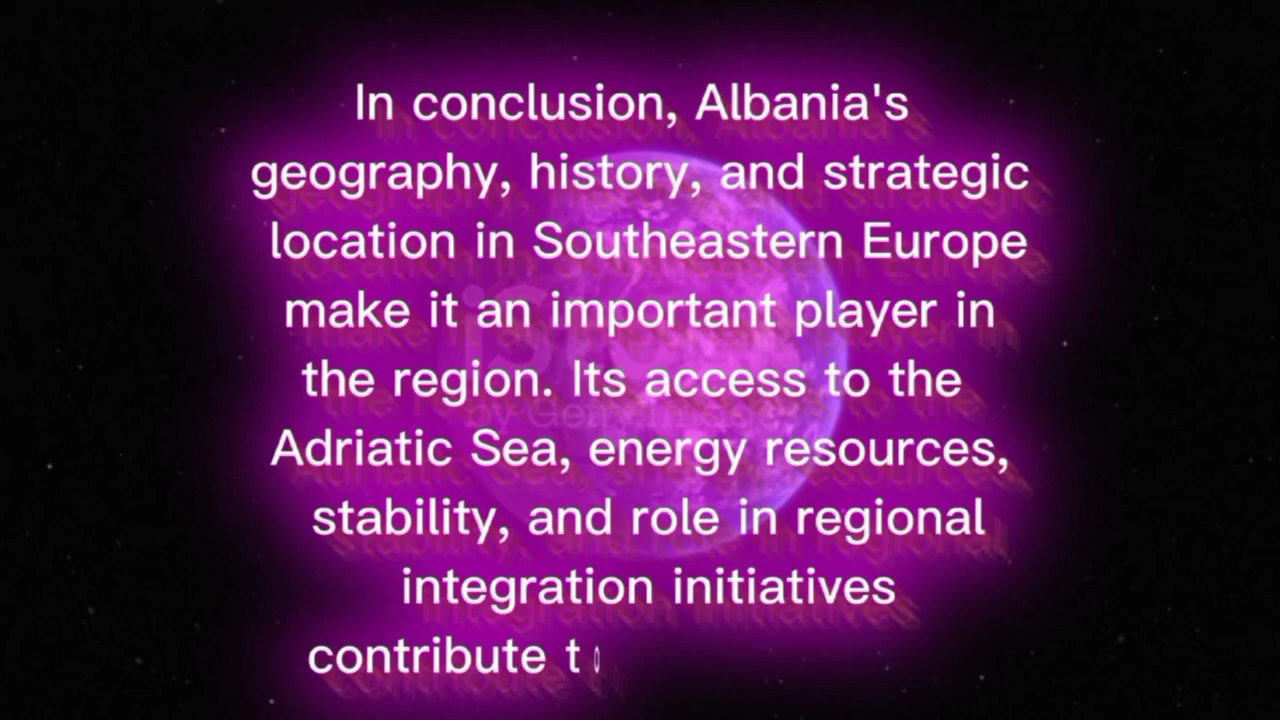 In conclusion, Albania's
geography, history, and strategic
location in Southeastern Europe
make it an important player in
the region. Its access to the
Adriatic Sea, energy resources,
stability, and role in regional
integration initiatives
contribute t